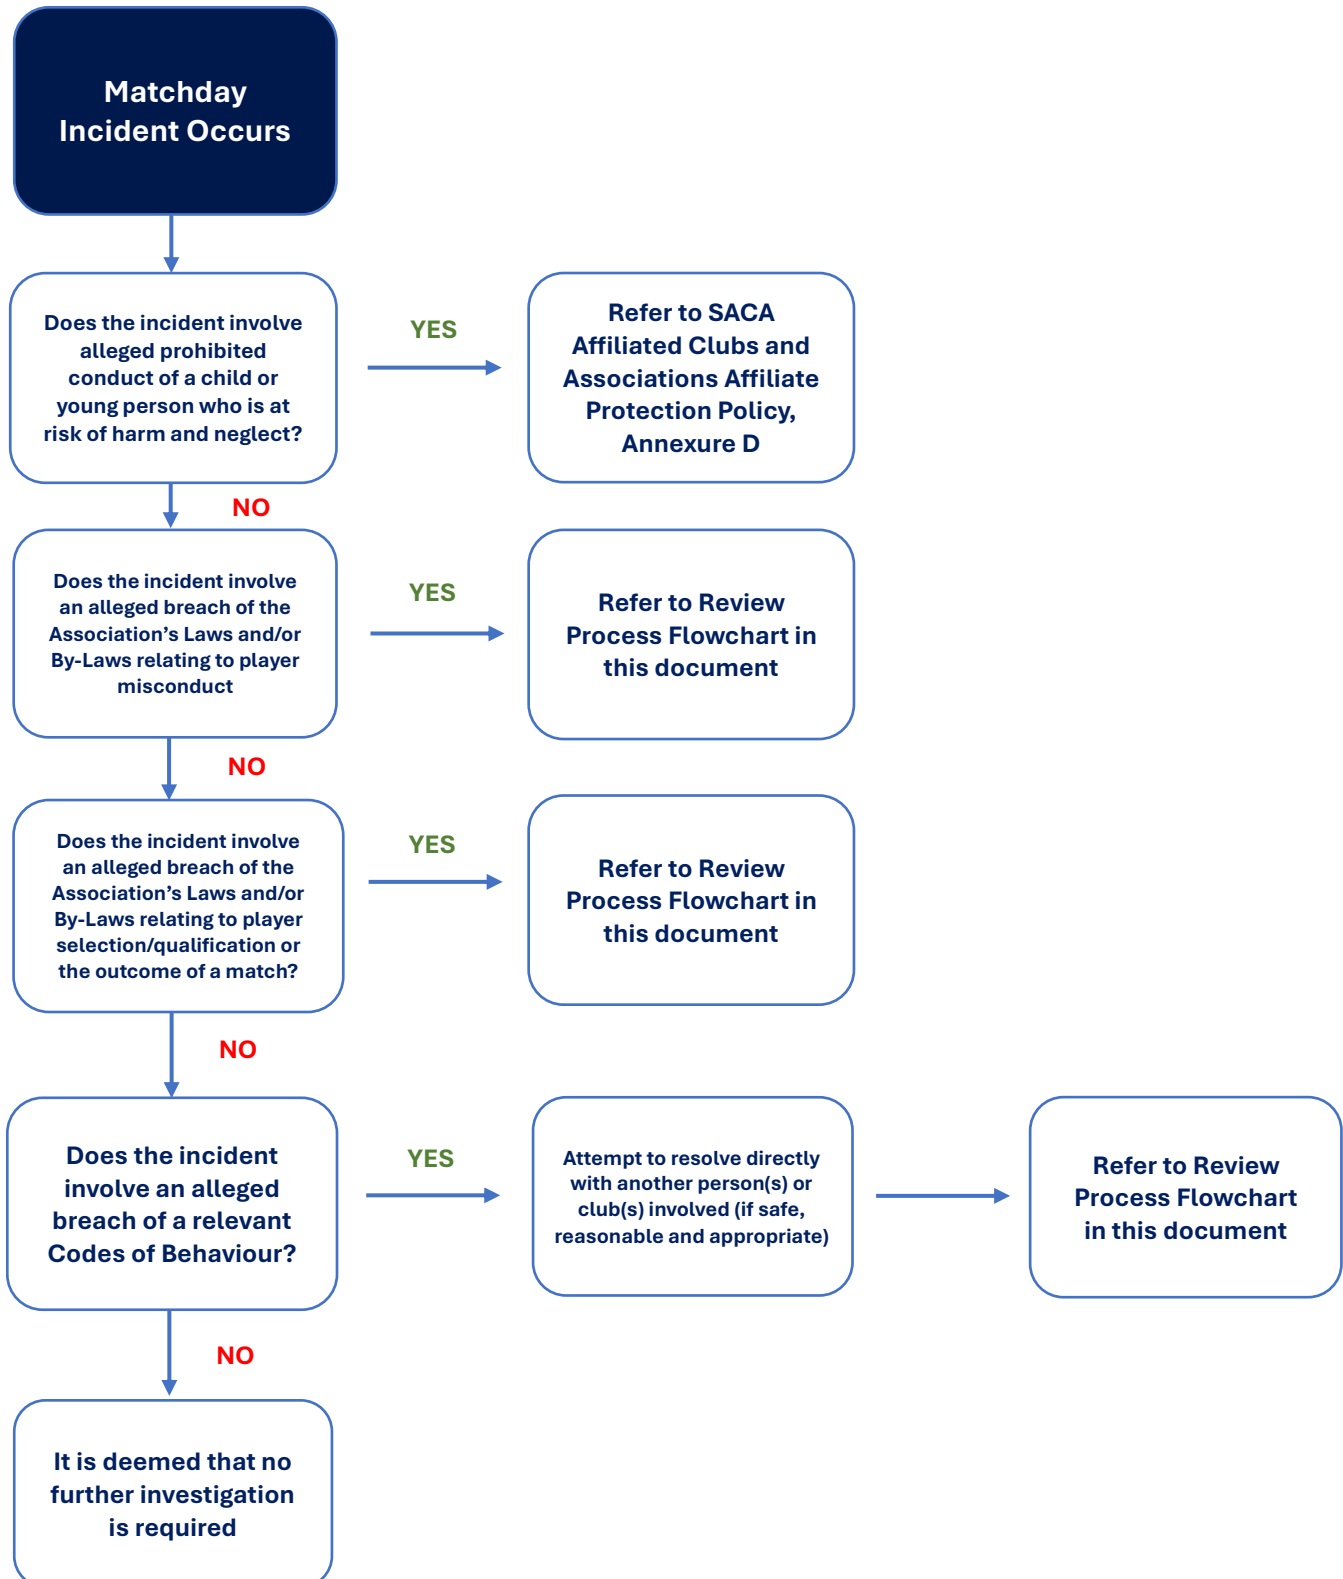 Matchday
Incident Occurs
Does the incident involve
alleged prohibited
conduct of a child or
young person who is at
risk of harm and neglect?
YES
Refer to SACA
Affiliated Clubs and
Associations Affiliate
Protection Policy,
Annexure D
NO
Does the incident involve
an alleged breach of the
Association’s Laws and/or
By-Laws relating to player
misconduct
YES
Refer to Review
Process Flowchart in
this document
NO
Does the incident involve
an alleged breach of the
Association’s Laws and/or
By-Laws relating to player
selection/qualification or
the outcome of a match?
YES
Refer to Review
Process Flowchart in
this document
NO
Does the incident
involve an alleged
breach of a relevant
Codes of Behaviour?
YES
Attempt to resolve directly
with another person(s) or
club(s) involved (if safe,
reasonable and appropriate)
Refer to Review
Process Flowchart
in this document
NO
It is deemed that no
further investigation
is required